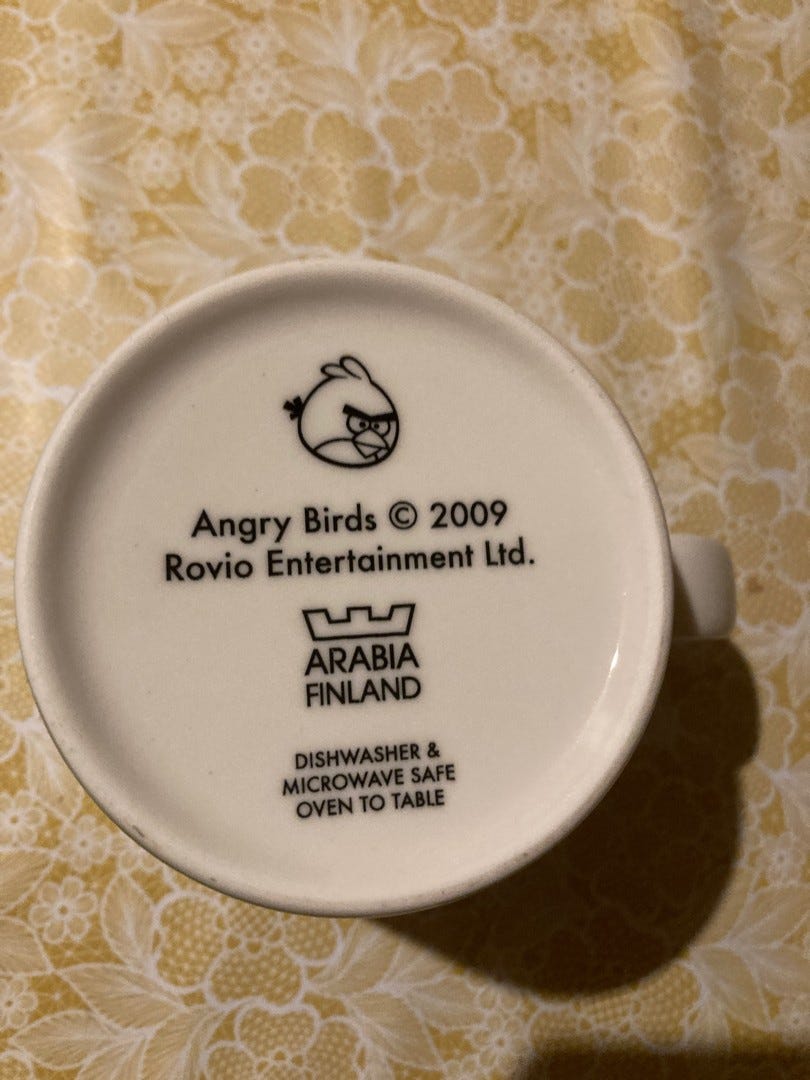 Angry Birds © 2009
Rovio Entertainment Ltd.
ARABIA
FINLAND
DISHWASHER &
MICROWAVE SAFE
OVEN TO TABLE